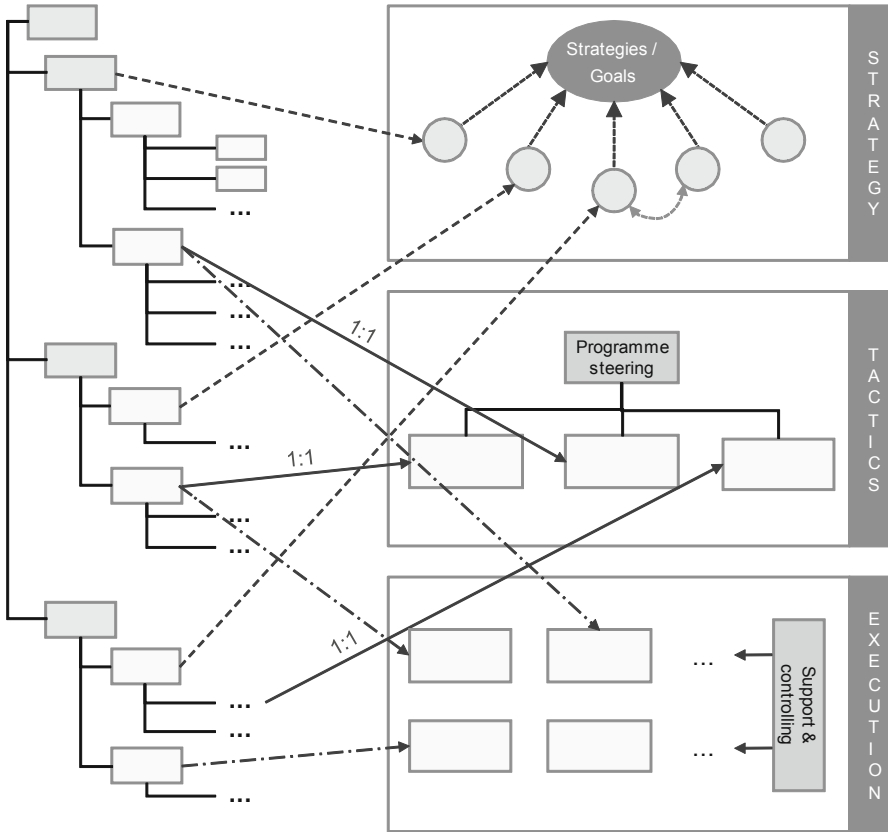 Strategies /
Goals
STRATEGY
...
...
...
...
1:1
Programme
steering
TACTICS
...
1:1
...
...
EXECUTION
1:1
...
Support &
controlling
...
...
...
...